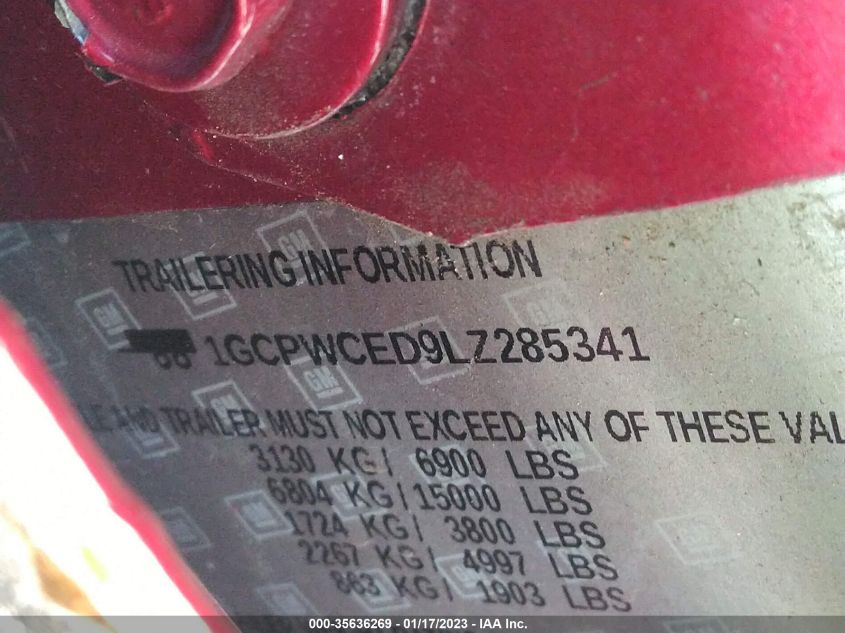 TRAILERING INFORMATION
1GCPWCED9LZ285341
LE AND TRAILER MUST NOT EXCEED ANY OF THESE VAL
3130 KG/ 6900 LBS
6804 KG/15000 LBS
1724 KG/ 3800 LBS
2267 KG/ 4997 LBS
863 KG/ 1903 LBS
000-35636269 - 01/17/2023 - IAA Inc.